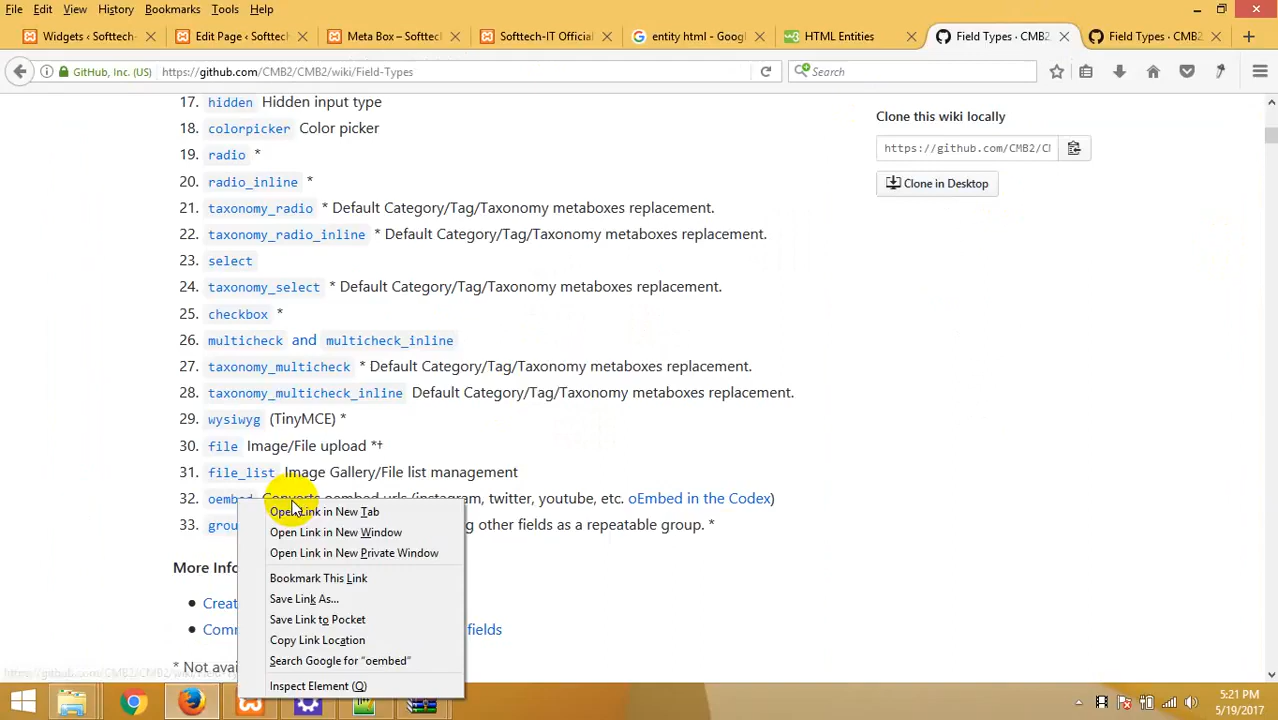 File Edit View History Bookmarks Tools Help
Widgets ‹ Softtech- Edit Page ‹ Softtec Meta Box – Softtech Softtech-IT Official entity html - Goog HTML Entities Field Types · CMB2 Field Types · CMB2
GitHub, Inc. (US) https://github.com/CMB2/CMB2/wiki/Field-Types Search
17. hidden Hidden input type
18. colorpicker Color picker
19. radio *
20. radio_inline *
21. taxonomy_radio * Default Category/Tag/Taxonomy metaboxes replacement.
22. taxonomy_radio_inline * Default Category/Tag/Taxonomy metaboxes replacement.
23. select
24. taxonomy_select * Default Category/Tag/Taxonomy metaboxes replacement.
25. checkbox *
26. multicheck and multicheck_inline
27. taxonomy_multicheck * Default Category/Tag/Taxonomy metaboxes replacement.
28. taxonomy_multicheck_inline Default Category/Tag/Taxonomy metaboxes replacement.
29. wysiwyg (TinyMCE) *
30. file Image/File upload *†
31. file_list Image Gallery/File list management
32. oembed Converts oembed urls (instagram, twitter, youtube, etc. oEmbed in the Codex)
33. grou ng other fields as a repeatable group. *
More Info
Creat
Comm fields
* Not avai
Clone this wiki locally
https://github.com/CMB2/CM
Clone in Desktop
Open Link in New Tab
Open Link in New Window
Open Link in New Private Window
Bookmark This Link
Save Link As...
Save Link to Pocket
Copy Link Location
Search Google for "oembed"
Inspect Element (Q)
5:21 PM
5/19/2017